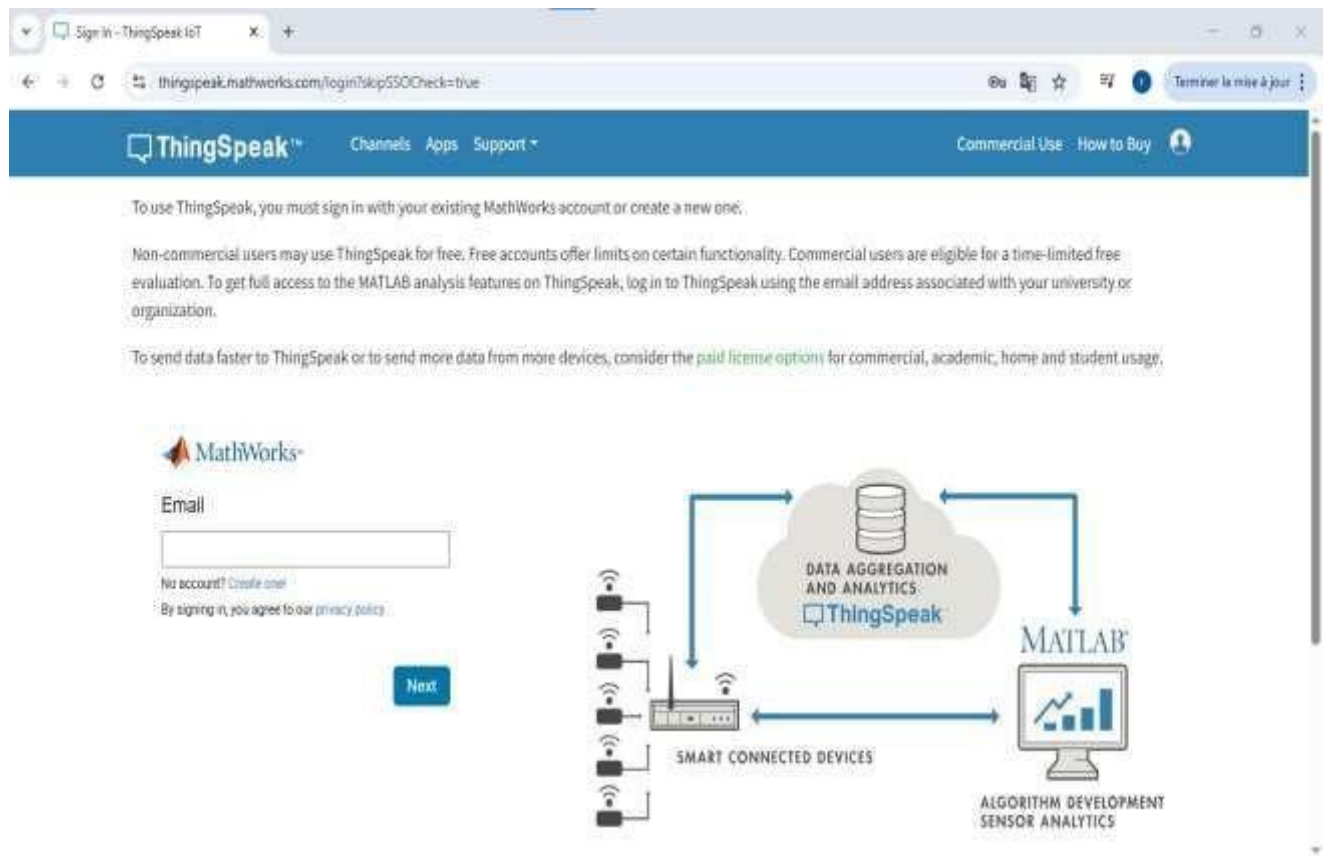 Sign In - ThingSpeak IoT
thingspeak.mathworks.com/login?skipSSOCheck=true
Terminer la mise à jour
ThingSpeak™
Channels Apps Support
Commercial Use How to Buy
To use ThingSpeak, you must sign in with your existing MathWorks account or create a new one.
Non-commercial users may use ThingSpeak for free. Free accounts offer limits on certain functionality. Commercial users are eligible for a time-limited free
evaluation. To get full access to the MATLAB analysis features on ThingSpeak, log in to ThingSpeak using the email address associated with your university or
organization.
To send data faster to ThingSpeak or to send more data from more devices, consider the paid license options for commercial, academic, home and student usage.
MathWorks
Email
No account? Create one!
By signing in, you agree to our privacy policy.
Next
DATA AGGREGATION
AND ANALYTICS
ThingSpeak
MATLAB
SMART CONNECTED DEVICES
ALGORITHM DEVELOPMENT
SENSOR ANALYTICS